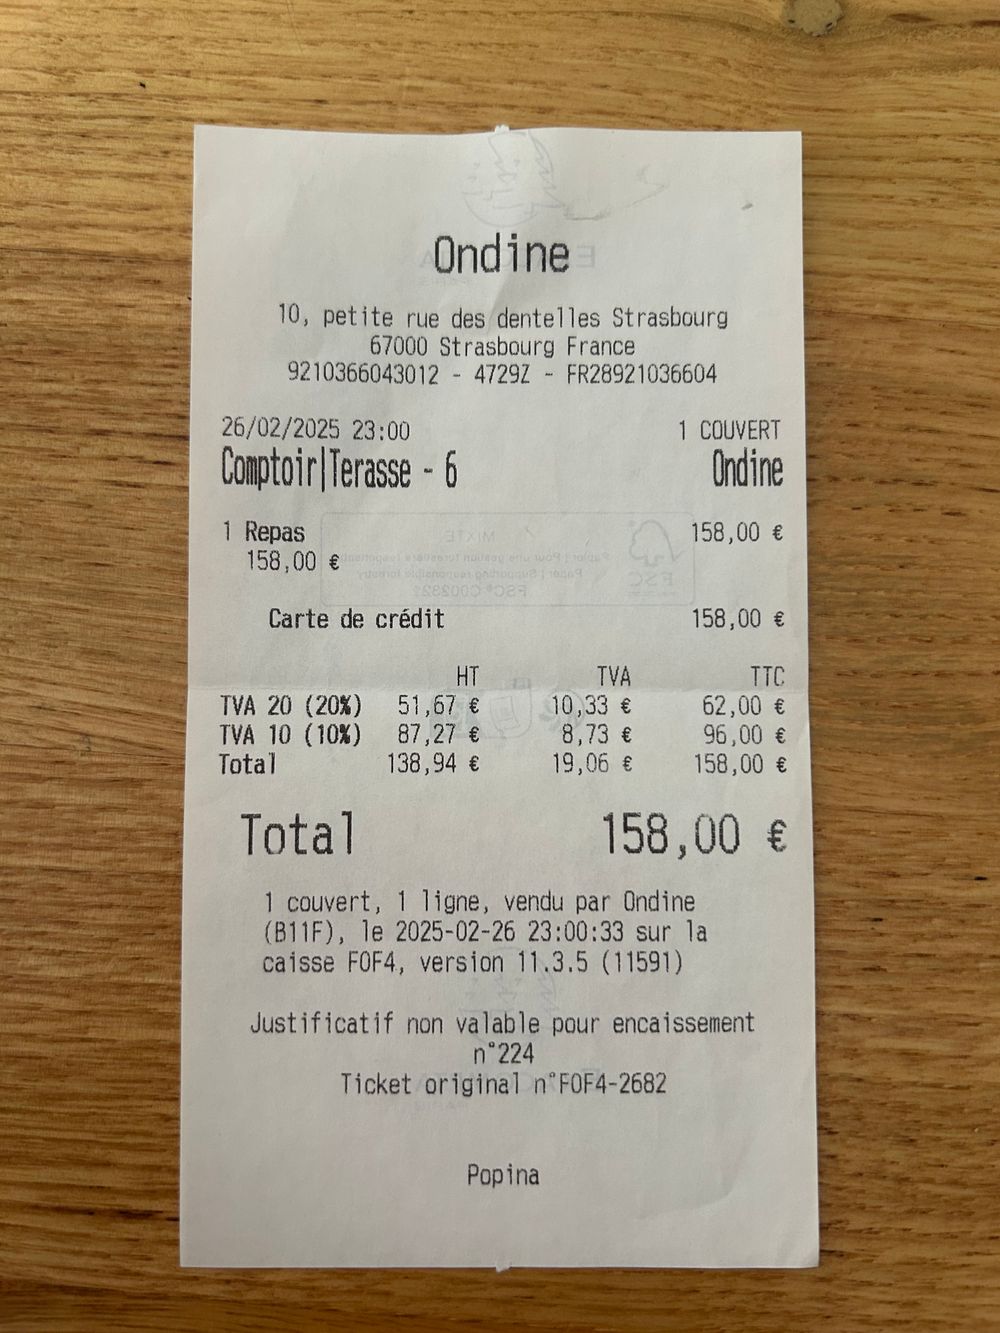 Ondine
10, petite rue des dentelles Strasbourg
67000 Strasbourg France
9210366043012 - 4729Z - FR28921036604
26/02/2025 23:00 1 COUVERT
Comptoir|Terasse - 6 Ondine
1 Repas 158,00 €
158,00 €
Carte de crédit 158,00 €
HT TVA TTC
TVA 20 (20%) 51,67 € 10,33 € 62,00 €
TVA 10 (10%) 87,27 € 8,73 € 96,00 €
Total 138,94 € 19,06 € 158,00 €
Total 158,00 €
1 couvert, 1 ligne, vendu par Ondine
(B11F), le 2025-02-26 23:00:33 sur la
caisse F0F4, version 11.3.5 (11591)
Justificatif non valable pour encaissement
n°224
Ticket original n°F0F4-2682
Popina